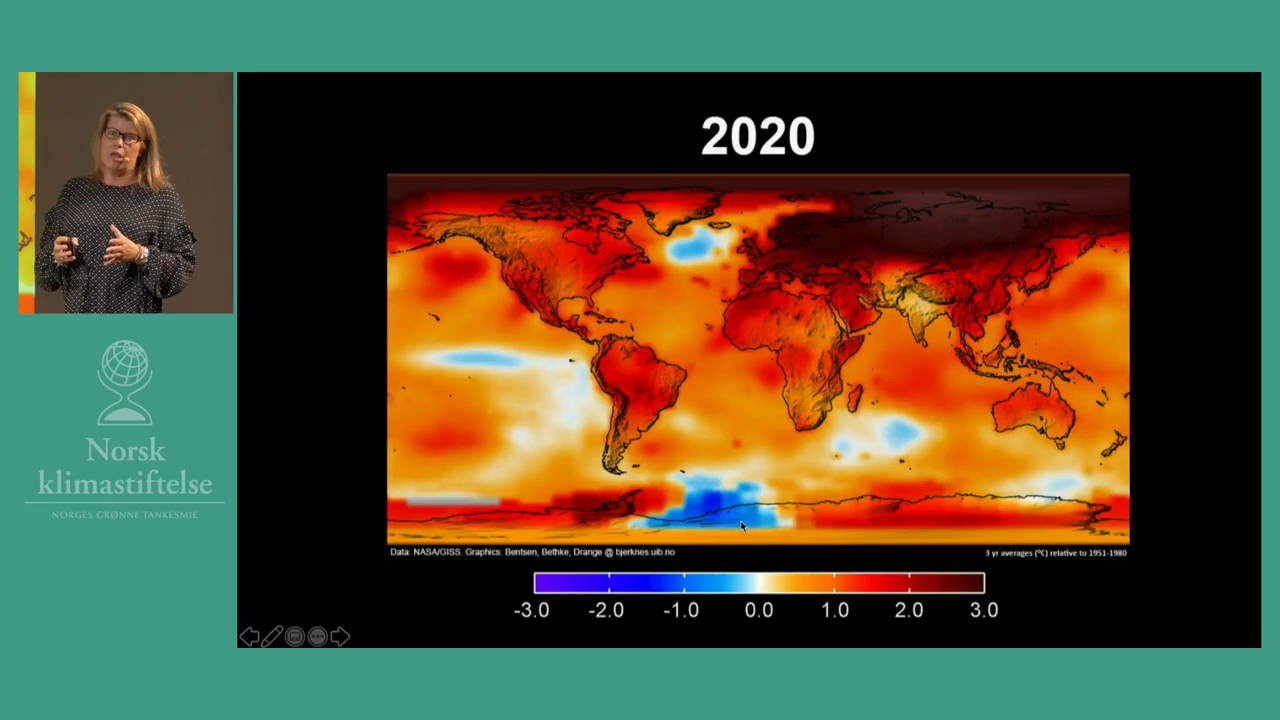 2020
Data: NASA/GISS. Graphics: Bentsen, Bethke, Drange @ bjerknes.uib.no
3 yr averages (°C) relative to 1951-1980
-3.0 -2.0 -1.0 0.0 1.0 2.0 3.0
Norsk
klimastiftelse
NORGES GRØNNE TANKESMIE